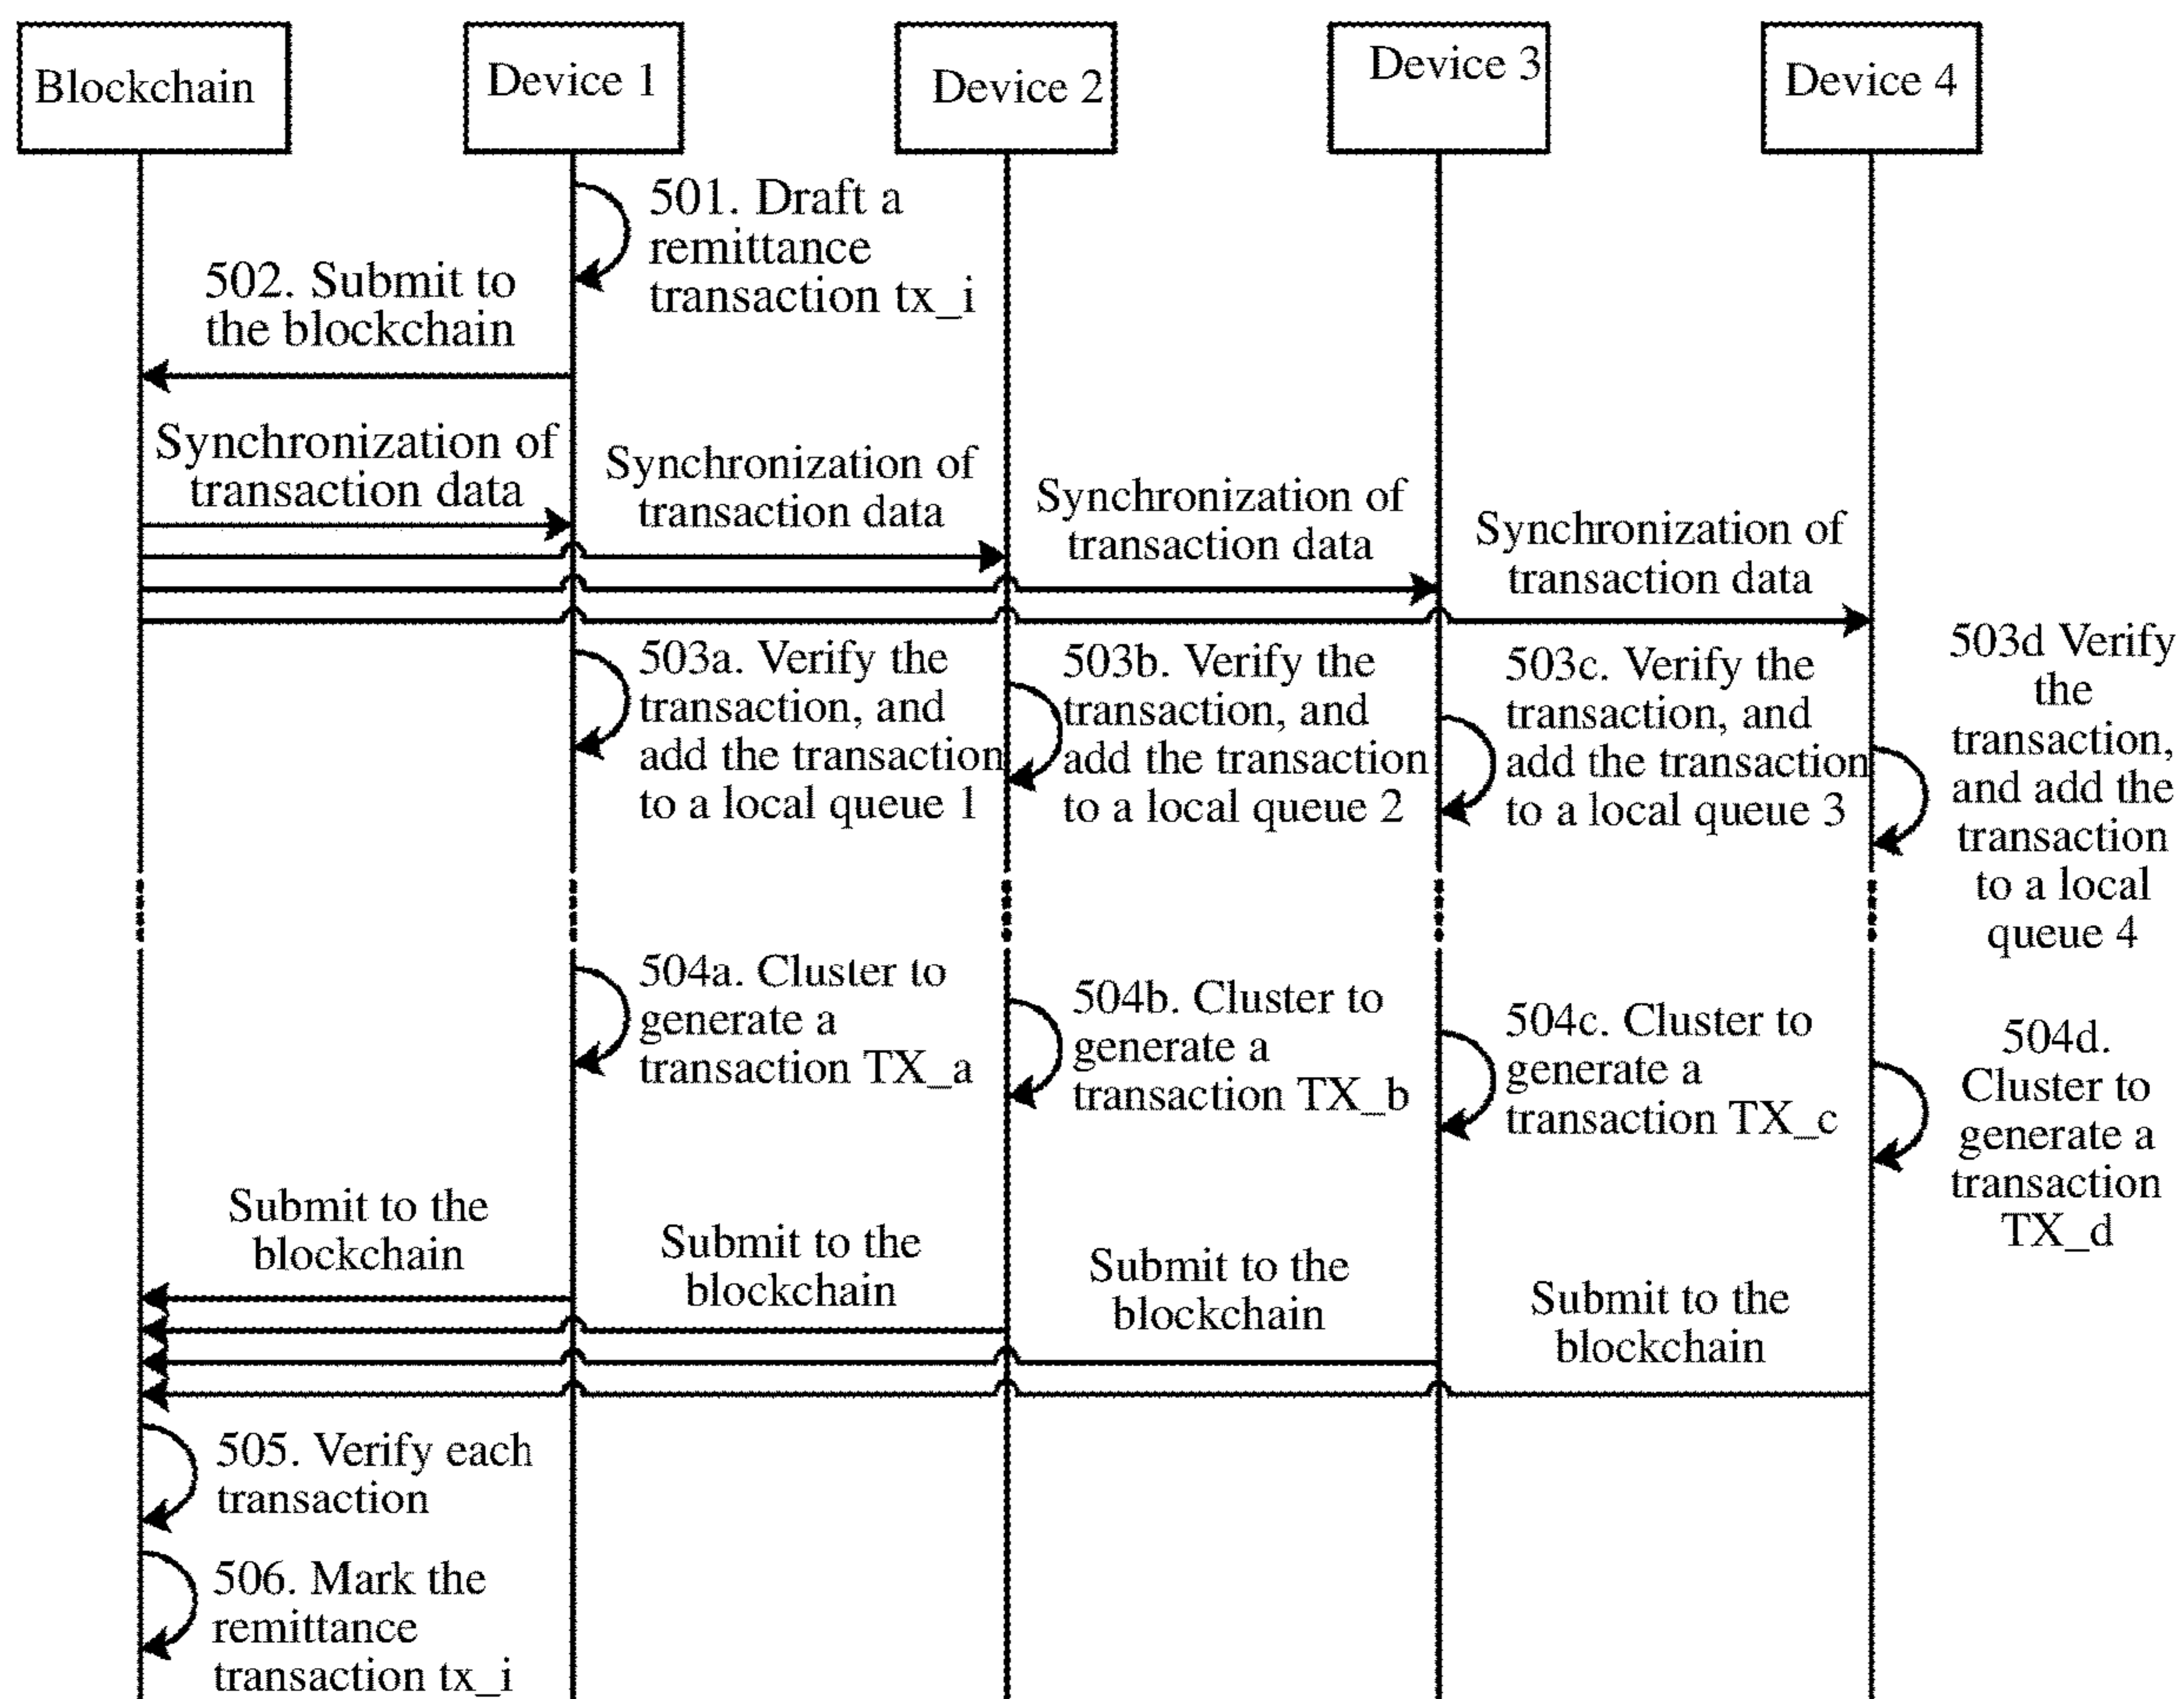 Blockchain
Device 1
Device 2
Device 3
Device 4
501. Draft a
remittance
transaction tx_i
502. Submit to
the blockchain
Synchronization of
transaction data
Synchronization of
transaction data
Synchronization of
transaction data
Synchronization of
transaction data
503a. Verify the
transaction, and
add the transaction
to a local queue 1
503b. Verify the
transaction, and
add the transaction
to a local queue 2
503c. Verify the
transaction, and
add the transaction
to a local queue 3
503d Verify
the
transaction,
and add the
transaction
to a local
queue 4
504a. Cluster to
generate a
transaction TX_a
504b. Cluster to
generate a
transaction TX_b
504c. Cluster to
generate a
transaction TX_c
504d.
Cluster to
generate a
transaction
TX_d
Submit to the
blockchain
Submit to the
blockchain
Submit to the
blockchain
Submit to the
blockchain
505. Verify each
transaction
506. Mark the
remittance
transaction tx_i